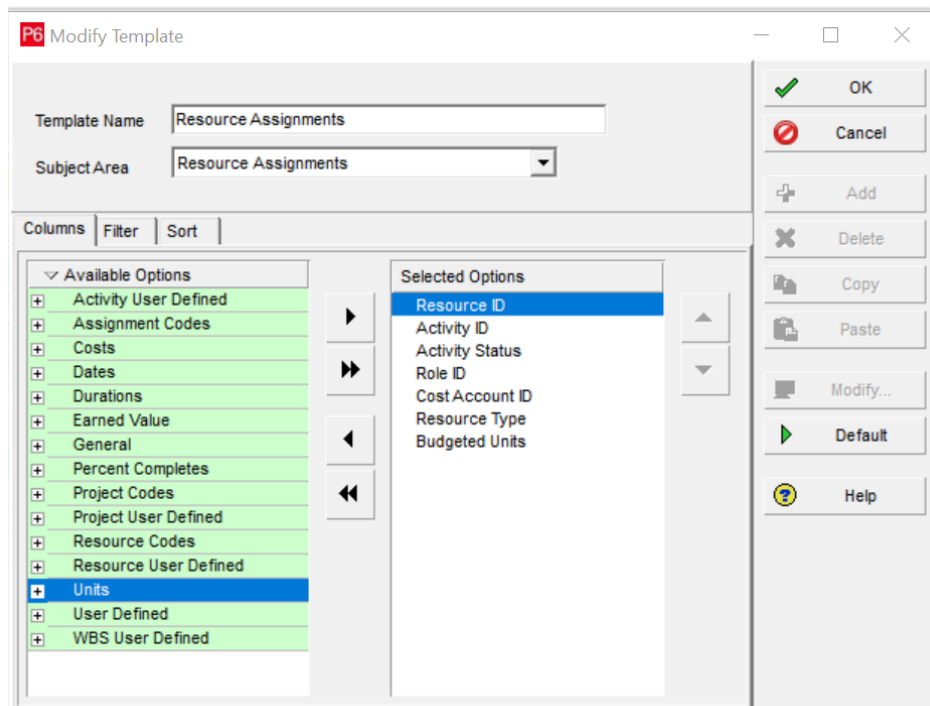 P6 Modify Template
Template Name Resource Assignments
Subject Area Resource Assignments
Columns Filter Sort
Available Options
Activity User Defined
Assignment Codes
Costs
Dates
Durations
Earned Value
General
Percent Completes
Project Codes
Project User Defined
Resource Codes
Resource User Defined
Units
User Defined
WBS User Defined
Selected Options
Resource ID
Activity ID
Activity Status
Role ID
Cost Account ID
Resource Type
Budgeted Units
OK
Cancel
Add
Delete
Copy
Paste
Modify...
Default
Help